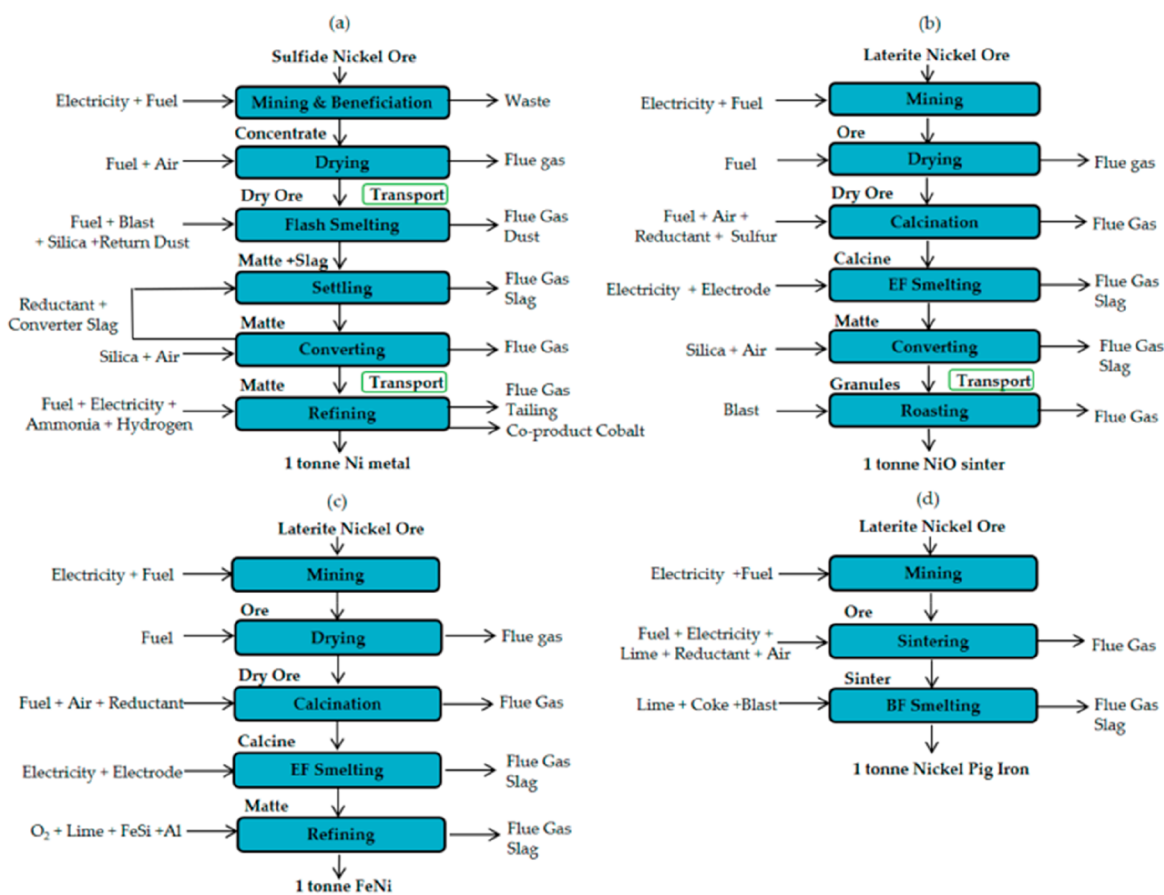 (a)
Sulfide Nickel Ore
Electricity + Fuel
Mining & Beneficiation
Waste
Concentrate
Fuel + Air
Drying
Flue gas
Dry Ore
Transport
Fuel + Blast
+ Silica +Return Dust
Flash Smelting
Flue Gas
Dust
Matte +Slag
Settling
Flue Gas
Slag
Reductant +
Converter Slag
Matte
Silica + Air
Converting
Flue Gas
Matte
Transport
Fuel + Electricity +
Ammonia + Hydrogen
Refining
Flue Gas
Tailing
Co-product Cobalt
1 tonne Ni metal
(b)
Laterite Nickel Ore
Electricity + Fuel
Mining
Ore
Fuel
Drying
Flue gas
Dry Ore
Fuel + Air +
Reductant + Sulfur
Calcination
Flue Gas
Calcine
Electricity + Electrode
EF Smelting
Flue Gas
Slag
Matte
Silica + Air
Converting
Flue Gas
Slag
Granules
Transport
Blast
Roasting
Flue Gas
1 tonne NiO sinter
(c)
Laterite Nickel Ore
Electricity + Fuel
Mining
Ore
Fuel
Drying
Flue gas
Dry Ore
Fuel + Air + Reductant
Calcination
Flue Gas
Calcine
Electricity + Electrode
EF Smelting
Flue Gas
Slag
Matte
O₂ + Lime + FeSi +Al
Refining
Flue Gas
Slag
1 tonne FeNi
(d)
Laterite Nickel Ore
Electricity +Fuel
Mining
Ore
Fuel + Electricity +
Lime + Reductant + Air
Sintering
Flue Gas
Sinter
Lime + Coke +Blast
BF Smelting
Flue Gas
Slag
1 tonne Nickel Pig Iron